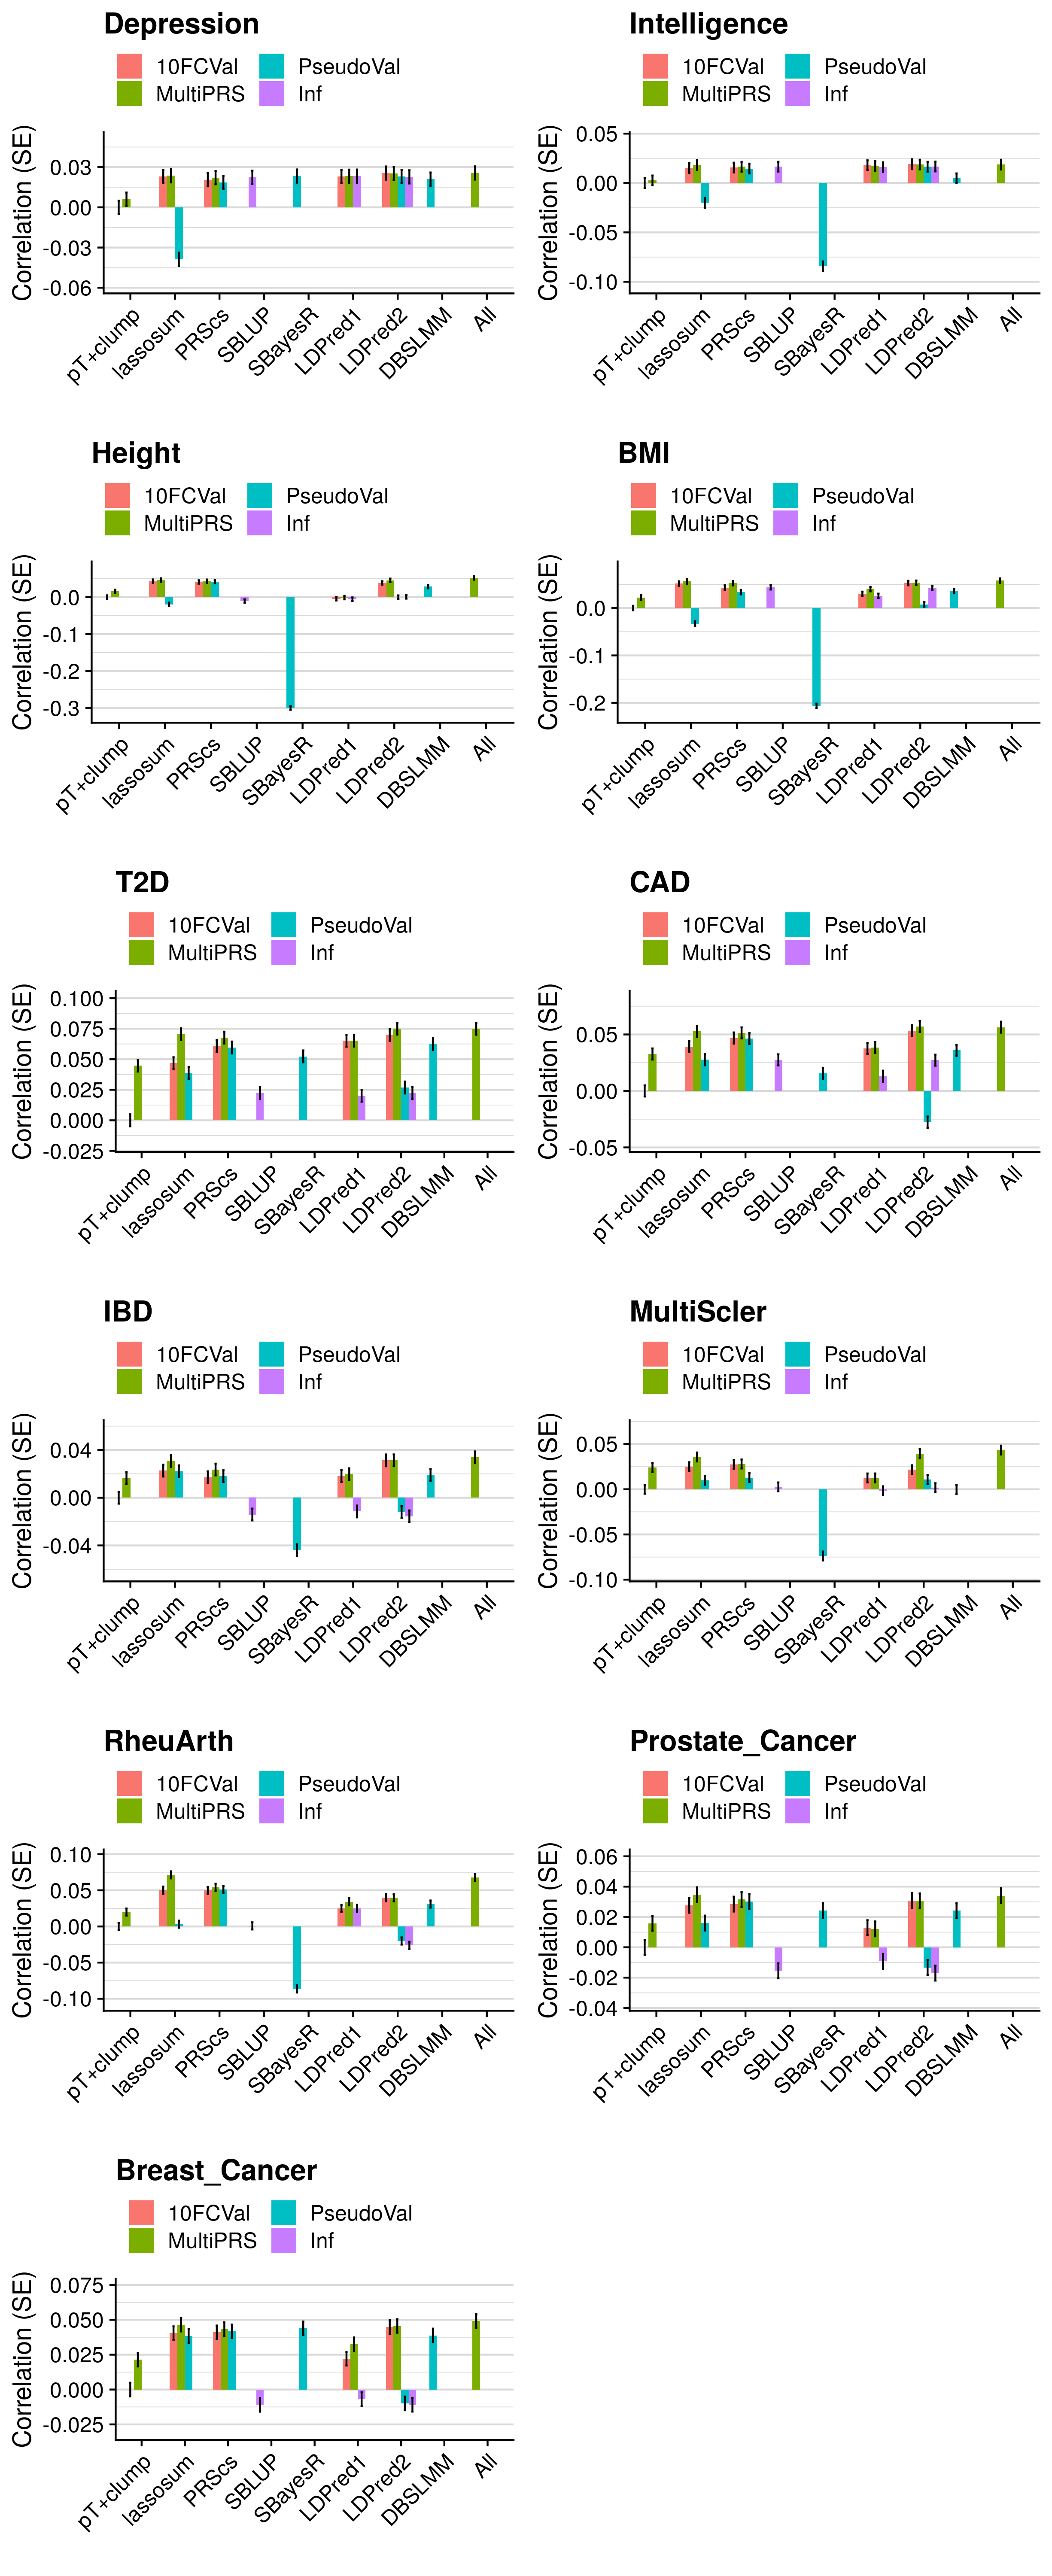 Depression
10FCVal PseudoVal
MultiPRS Inf
Correlation (SE)
0.03
0.00
-0.03
-0.06
pT+clump lassosum PRScs SBLUP SBayesR LDPred1 LDPred2 DBSLMM All
Intelligence
10FCVal PseudoVal
MultiPRS Inf
Correlation (SE)
0.05
0.00
-0.05
-0.10
pT+clump lassosum PRScs SBLUP SBayesR LDPred1 LDPred2 DBSLMM All
Height
10FCVal PseudoVal
MultiPRS Inf
Correlation (SE)
0.0
-0.1
-0.2
-0.3
pT+clump lassosum PRScs SBLUP SBayesR LDPred1 LDPred2 DBSLMM All
BMI
10FCVal PseudoVal
MultiPRS Inf
Correlation (SE)
0.0
-0.1
-0.2
pT+clump lassosum PRScs SBLUP SBayesR LDPred1 LDPred2 DBSLMM All
T2D
10FCVal PseudoVal
MultiPRS Inf
Correlation (SE)
0.100
0.075
0.050
0.025
0.000
-0.025
pT+clump lassosum PRScs SBLUP SBayesR LDPred1 LDPred2 DBSLMM All
CAD
10FCVal PseudoVal
MultiPRS Inf
Correlation (SE)
0.05
0.00
-0.05
pT+clump lassosum PRScs SBLUP SBayesR LDPred1 LDPred2 DBSLMM All
IBD
10FCVal PseudoVal
MultiPRS Inf
Correlation (SE)
0.04
0.00
-0.04
pT+clump lassosum PRScs SBLUP SBayesR LDPred1 LDPred2 DBSLMM All
MultiScler
10FCVal PseudoVal
MultiPRS Inf
Correlation (SE)
0.05
0.00
-0.05
-0.10
pT+clump lassosum PRScs SBLUP SBayesR LDPred1 LDPred2 DBSLMM All
RheuArth
10FCVal PseudoVal
MultiPRS Inf
Correlation (SE)
0.10
0.05
0.00
-0.05
-0.10
pT+clump lassosum PRScs SBLUP SBayesR LDPred1 LDPred2 DBSLMM All
Prostate_Cancer
10FCVal PseudoVal
MultiPRS Inf
Correlation (SE)
0.06
0.04
0.02
0.00
-0.02
-0.04
pT+clump lassosum PRScs SBLUP SBayesR LDPred1 LDPred2 DBSLMM All
Breast_Cancer
10FCVal PseudoVal
MultiPRS Inf
Correlation (SE)
0.075
0.050
0.025
0.000
-0.025
pT+clump lassosum PRScs SBLUP SBayesR LDPred1 LDPred2 DBSLMM All